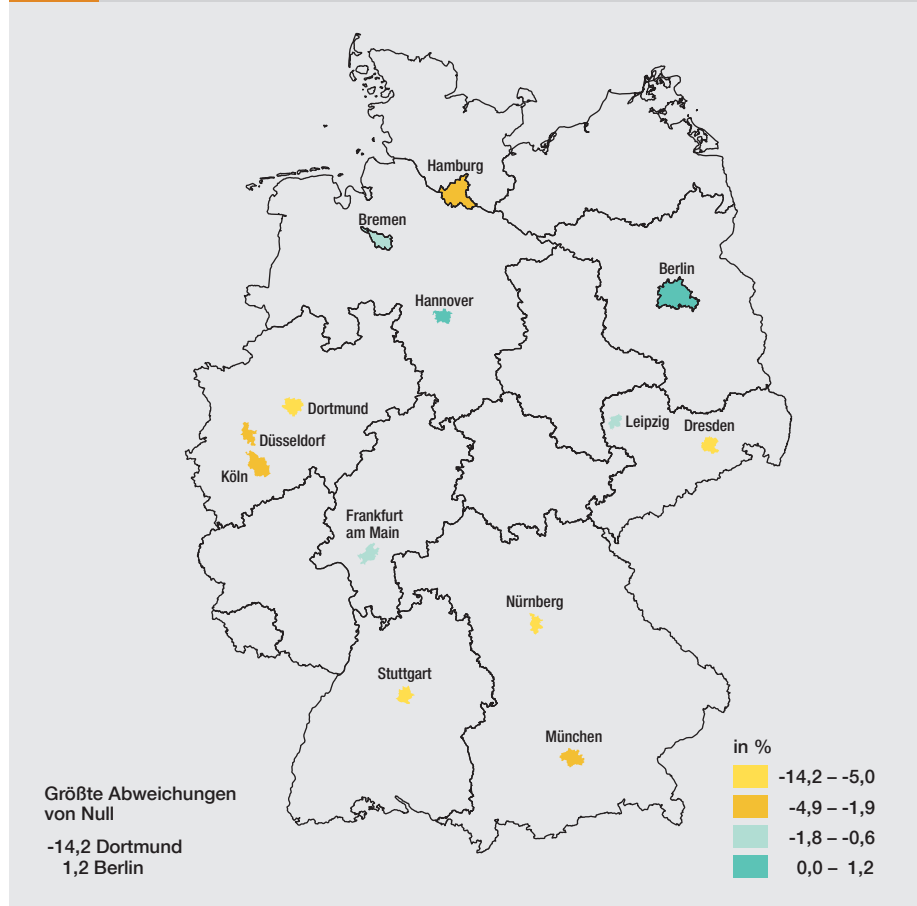 Hamburg
Bremen
Berlin
Hannover
Dortmund
Leipzig
Dresden
Düsseldorf
Köln
Frankfurt
am Main
Nürnberg
Stuttgart
München
in %
-14,2 – -5,0
-4,9 – -1,9
-1,8 – -0,6
0,0 – 1,2
Größte Abweichungen
von Null
-14,2 Dortmund
1,2 Berlin